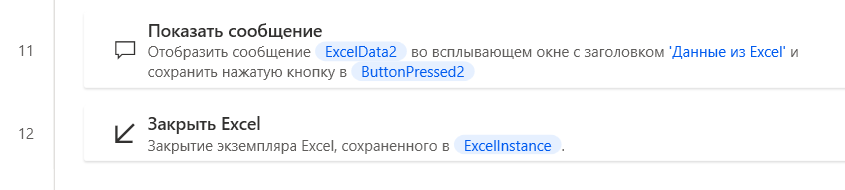 11
Показать сообщение
Отобразить сообщение ExcelData2 во всплывающем окне с заголовком 'Данные из Excel' и
сохранить нажатую кнопку в ButtonPressed2
12
Закрыть Excel
Закрытие экземпляра Excel, сохраненного в ExcelInstance .